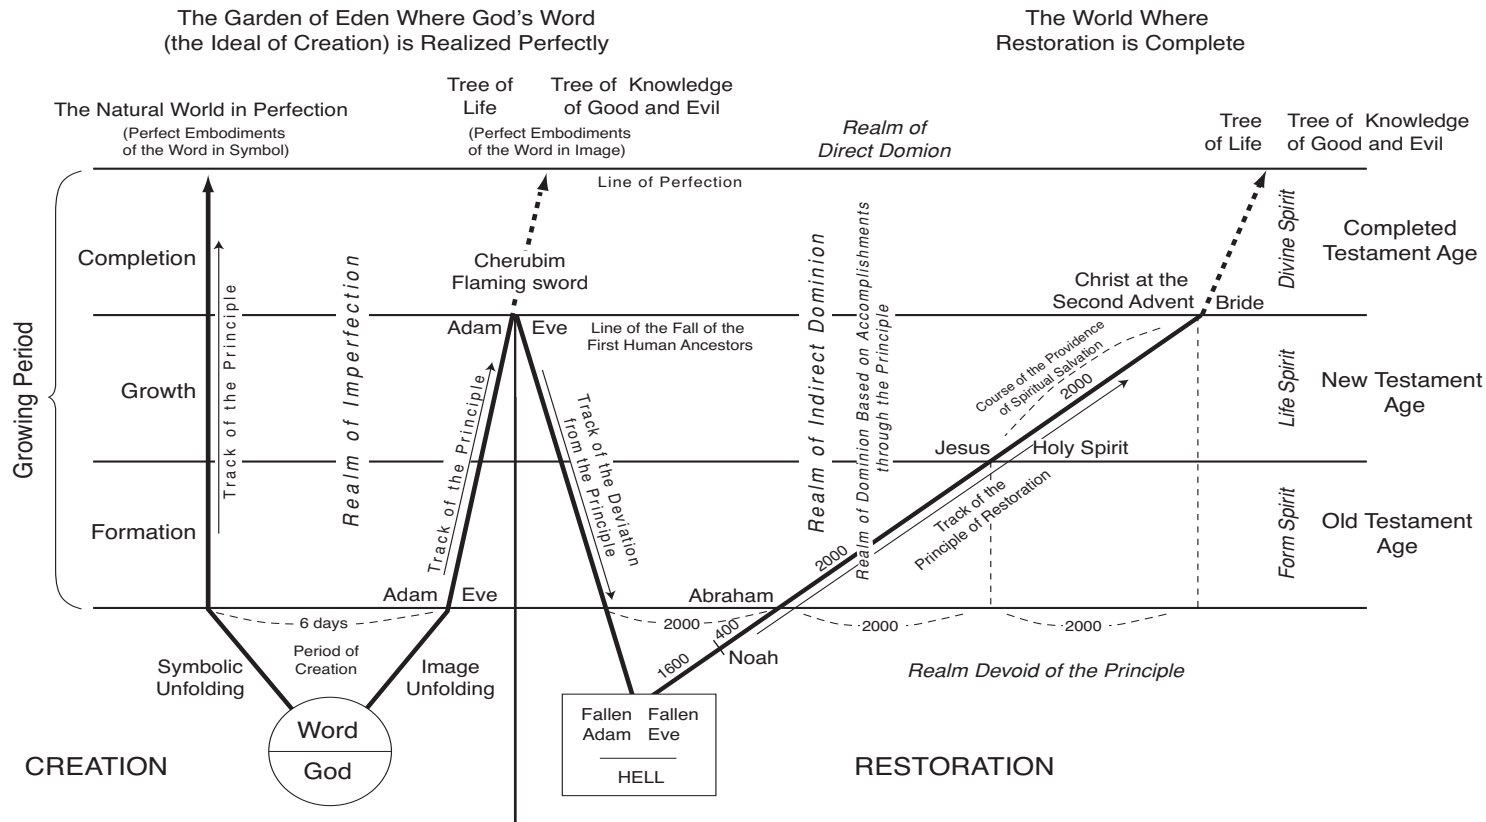 The Garden of Eden Where God's Word
(the Ideal of Creation) is Realized Perfectly
The World Where
Restoration is Complete
The Natural World in Perfection
(Perfect Embodiments
of the Word in Symbol)
Tree of
Life
Tree of Knowledge
of Good and Evil
(Perfect Embodiments
of the Word in Image)
Realm of
Direct Domion
Tree
of Life
Tree of Knowledge
of Good and Evil
Line of Perfection
Growing Period
Completion
Growth
Formation
Track of the Principle
Realm of Imperfection
Cherubim
Flaming sword
Adam
Eve
Line of the Fall of the
First Human Ancestors
Track of the Principle
Track of the Deviation
from the Principle
Realm of Indirect Dominion
Realm of Dominion Based on Accomplishments
through the Principle
Christ at the
Second Advent
Bride
Course of the Providence
of Spiritual Salvation
2000
Jesus
Holy Spirit
Track of the
Principle of Restoration
2000
Divine Spirit
Life Spirit
Form Spirit
Completed
Testament Age
New Testament
Age
Old Testament
Age
Adam
Eve
6 days
Period of
Creation
Symbolic
Unfolding
Image
Unfolding
Word
God
Abraham
2000
2000
2000
400
1600
Noah
Realm Devoid of the Principle
Fallen
Adam
Fallen
Eve
HELL
CREATION
RESTORATION